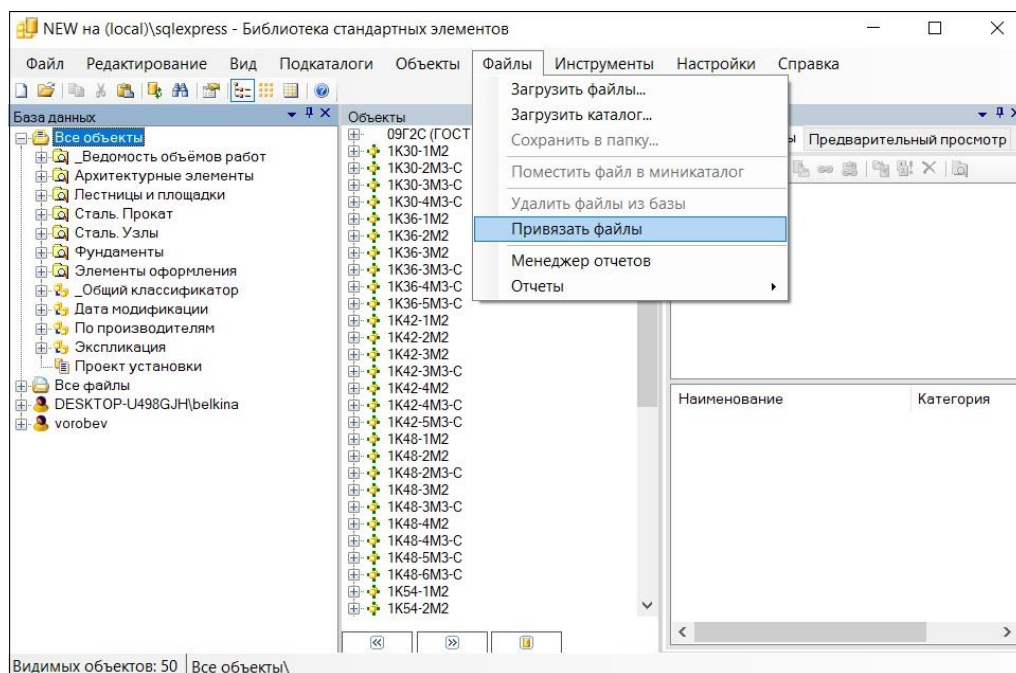 NEW на (local)\sqlexpress - Библиотека стандартных элементов
Файл Редактирование Вид Подкаталоги Объекты Файлы Инструменты Настройки Справка
База данных
Все объекты
_Ведомость объёмов работ
Архитектурные элементы
Лестницы и площадки
Сталь. Прокат
Сталь. Узлы
Фундаменты
Элементы оформления
_Общий классификатор
Дата модификации
По производителям
Экспликация
Проект установки
Все файлы
DESKTOP-U498GJH\belkina
vorobev
Объекты
09Г2С (ГОСТ
1К30-1М2
1К30-2М3-С
1К30-3М3-С
1К30-4М3-С
1К36-1М2
1К36-2М2
1К36-3М2
1К36-3М3-С
1К36-4М3-С
1К36-5М3-С
1К42-1М2
1К42-2М2
1К42-3М2
1К42-3М3-С
1К42-4М2
1К42-4М3-С
1К42-5М3-С
1К48-1М2
1К48-2М2
1К48-2М3-С
1К48-3М2
1К48-3М3-С
1К48-4М2
1К48-4М3-С
1К48-5М3-С
1К48-6М3-С
1К54-1М2
1К54-2М2
Загрузить файлы...
Загрузить каталог...
Сохранить в папку...
Поместить файл в миникаталог
Удалить файлы из базы
Привязать файлы
Менеджер отчетов
Отчеты
ы Предварительный просмотр
Наименование Категория
Видимых объектов: 50 Все объекты\